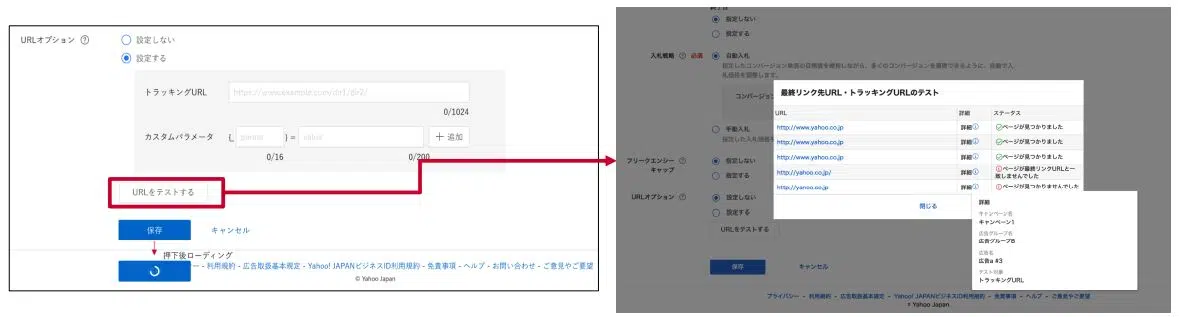 URLオプション ?
設定しない
設定する
トラッキングURL
https://www.example.com/dir1/dir2/
0/1024
カスタムパラメータ
{_ param } = value
＋ 追加
0/16
0/200
URLをテストする
保存 キャンセル
押下後ローディング
ー - 利用規約 - 広告取扱基本規定 - Yahoo! JAPANビジネスID利用規約 - 免責事項 - ヘルプ - お問い合わせ - ご意見やご要望
© Yahoo Japan
終了日
指定しない
指定する
入札戦略 ? 必須
自動入札
指定したコンバージョン単価の目標値を維持しながら、多くのコンバージョンを獲得できるように、自動で入
札価格を調整します。
コンバージョン
手動入札
指定した入札価格を
フリークエンシー
キャップ ?
指定しない
指定する
URLオプション ?
設定しない
設定する
URLをテストする
保存 キャンセル
プライバシー - 利用規約 - 広告取扱基本規定 - Yahoo! JAPANビジネスID利用規約 - 免責事項 - ヘルプ - ご意見やご要望
© Yahoo Japan
最終リンク先URL・トラッキングURLのテスト
URL 詳細 ステータス
http://www.yahoo.co.jp 詳細 ページが見つかりました
http://www.yahoo.co.jp 詳細 ページが見つかりました
http://www.yahoo.co.jp 詳細 ページが見つかりました
http://yahoo.co.jp/ 詳細 ページが最終リンクURLと一
致しませんでした
http://yahoo.co.jp 詳細 ページが見つかりませんでした
閉じる
詳細
キャンペーン名
キャンペーン1
広告グループ名
広告グループB
広告名
広告a #3
テスト対象
トラッキングURL